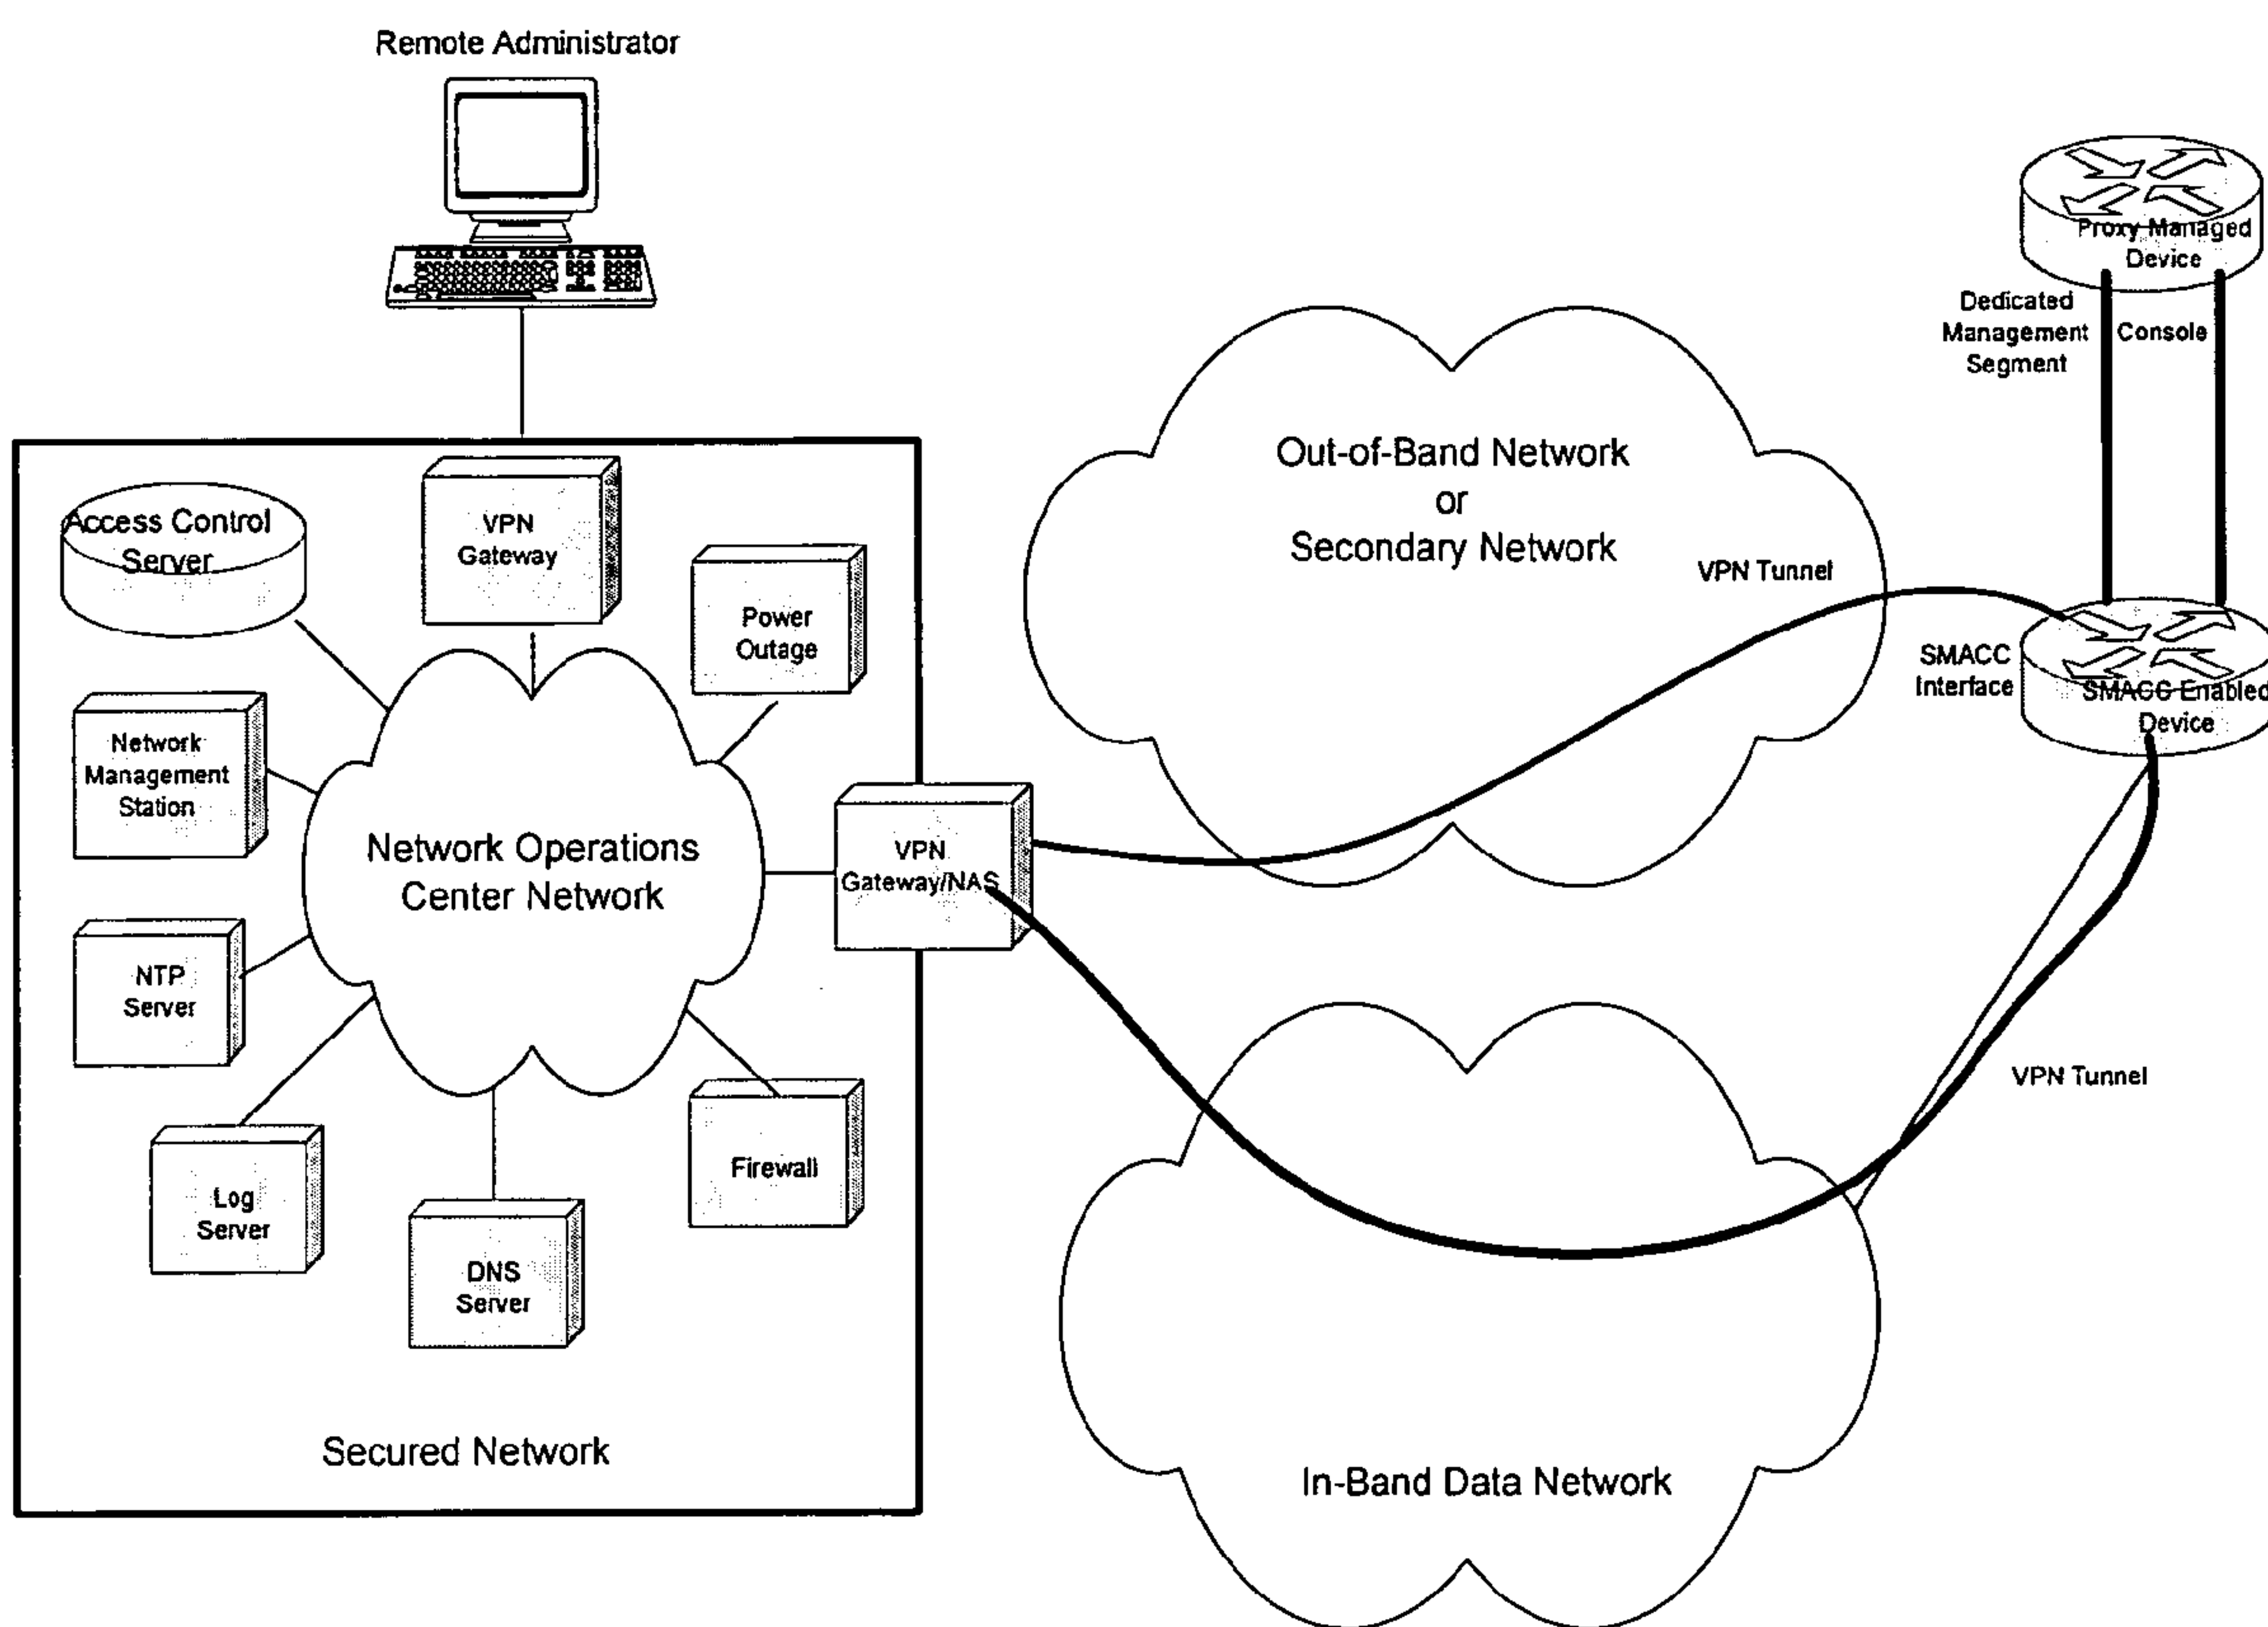 Remote Administrator
Proxy Managed
Device
Dedicated
Management
Segment
Console
Out-of-Band Network
or
Secondary Network
VPN Tunnel
SMACC
Interface
SMACC Enabled
Device
Access Control
Server
VPN
Gateway
Power
Outage
Network
Management
Station
Network Operations
Center Network
VPN
Gateway/NAS
NTP
Server
VPN Tunnel
Log
Server
DNS
Server
Firewall
Secured Network
In-Band Data Network